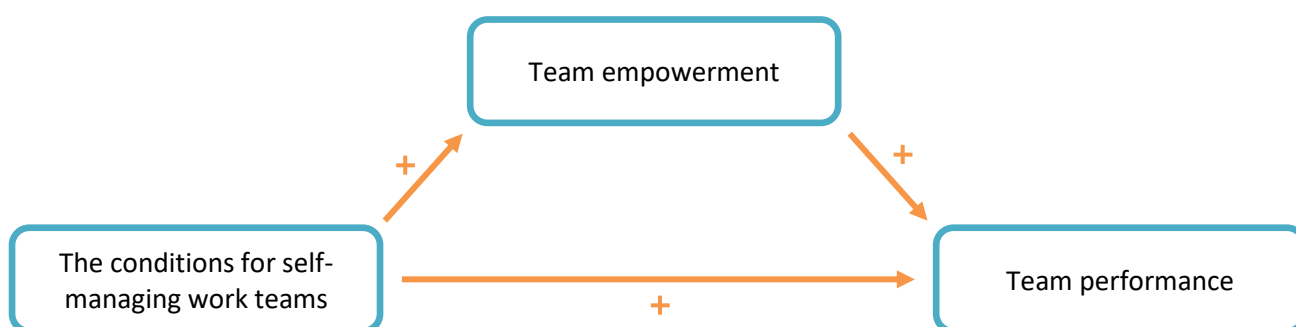 Team empowerment
+
+
The conditions for self-
managing work teams
Team performance
+